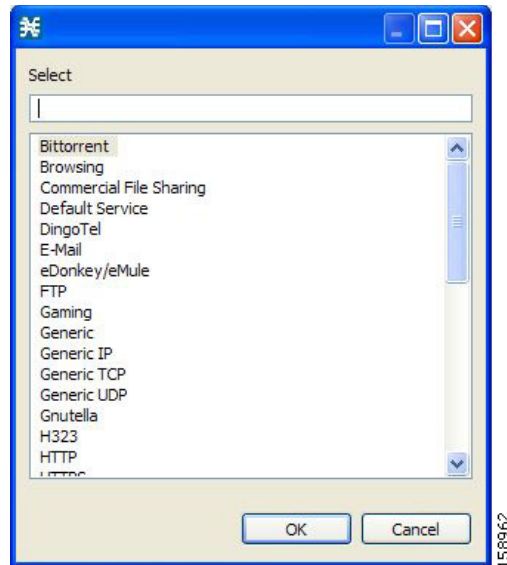 Select
Bittorrent
Browsing
Commercial File Sharing
Default Service
DingoTel
E-Mail
eDonkey/eMule
FTP
Gaming
Generic
Generic IP
Generic TCP
Generic UDP
Gnutella
H323
HTTP
HTTPS
OK
Cancel
158962